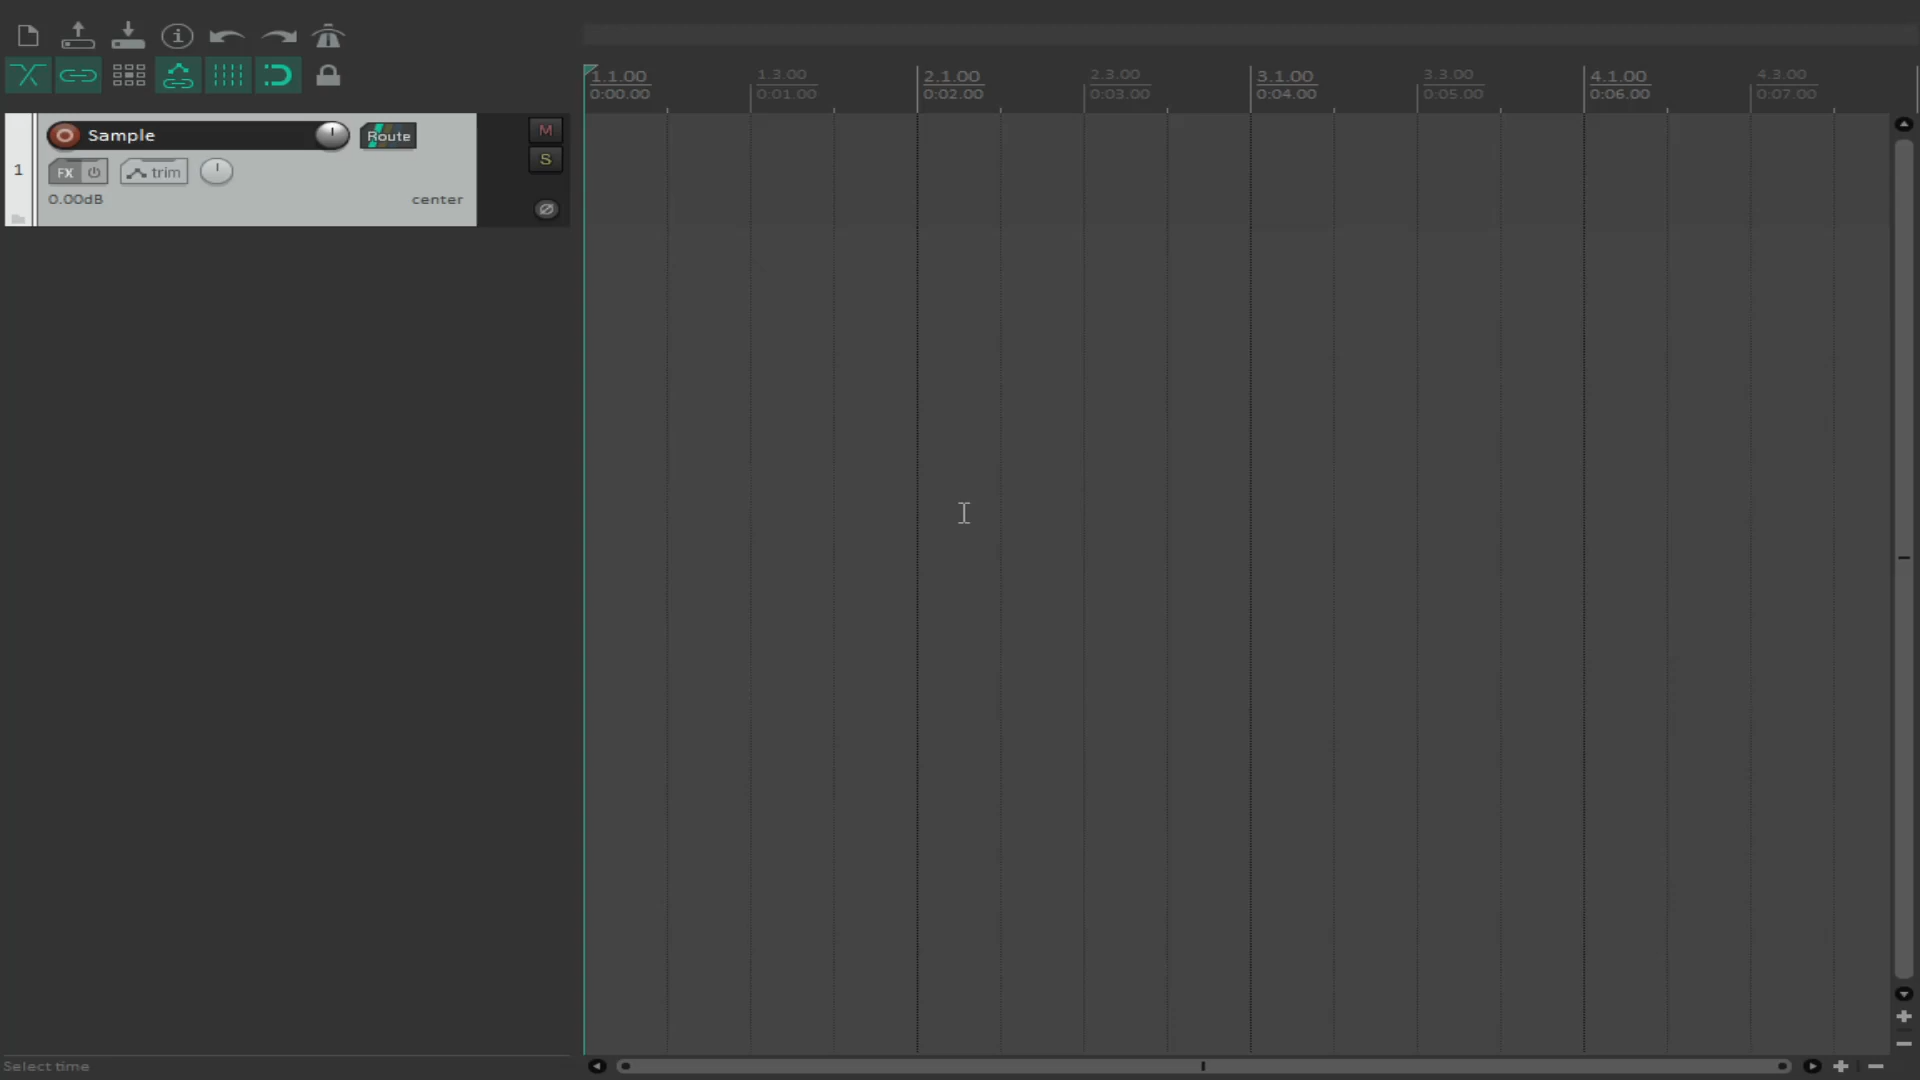 1.1.00 1.3.00 2.1.00 2.3.00 3.1.00 3.3.00 4.1.00 4.3.00
0:00.00 0:01.00 0:02.00 0:03.00 0:04.00 0:05.00 0:06.00 0:07.00
Sample Route M
1 FX trim S
0.00dB center
Select time